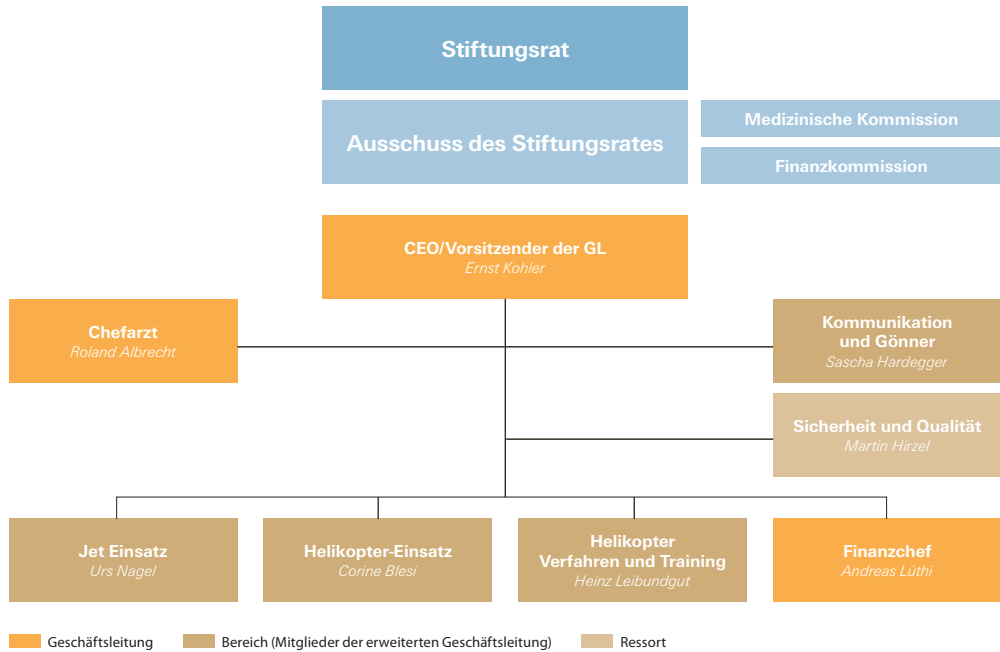 Stiftungsrat
Ausschuss des Stiftungsrates
Medizinische Kommission
Finanzkommission
CEO/Vorsitzender der GL
Ernst Kohler
Chefarzt
Roland Albrecht
Kommunikation
und Gönner
Sascha Hardegger
Sicherheit und Qualität
Martin Hirzel
Jet Einsatz
Urs Nagel
Helikopter-Einsatz
Corine Blesi
Helikopter
Verfahren und Training
Heinz Leibundgut
Finanzchef
Andreas Lüthi
Geschäftsleitung
Bereich (Mitglieder der erweiterten Geschäftsleitung)
Ressort